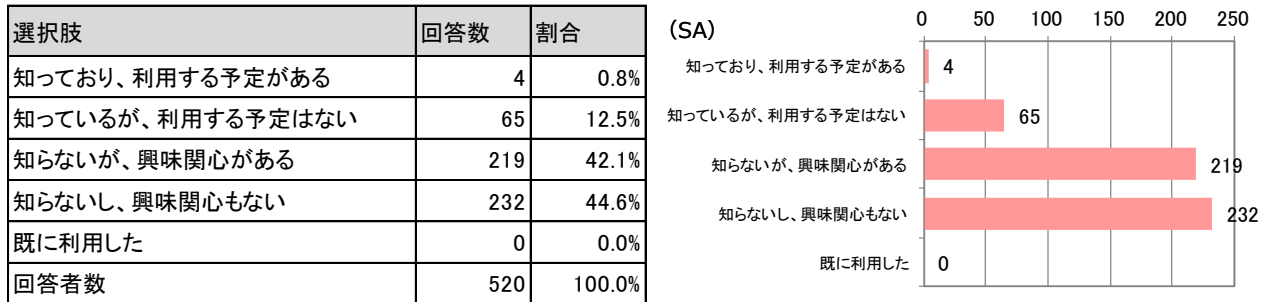 選択肢 回答数 割合
知っており、利用する予定がある 4 0.8%
知っているが、利用する予定はない 65 12.5%
知らないが、興味関心がある 219 42.1%
知らないし、興味関心もない 232 44.6%
既に利用した 0 0.0%
回答者数 520 100.0%
(SA)
0 50 100 150 200 250
知っており、利用する予定がある 4
知っているが、利用する予定はない 65
知らないが、興味関心がある 219
知らないし、興味関心もない 232
既に利用した 0